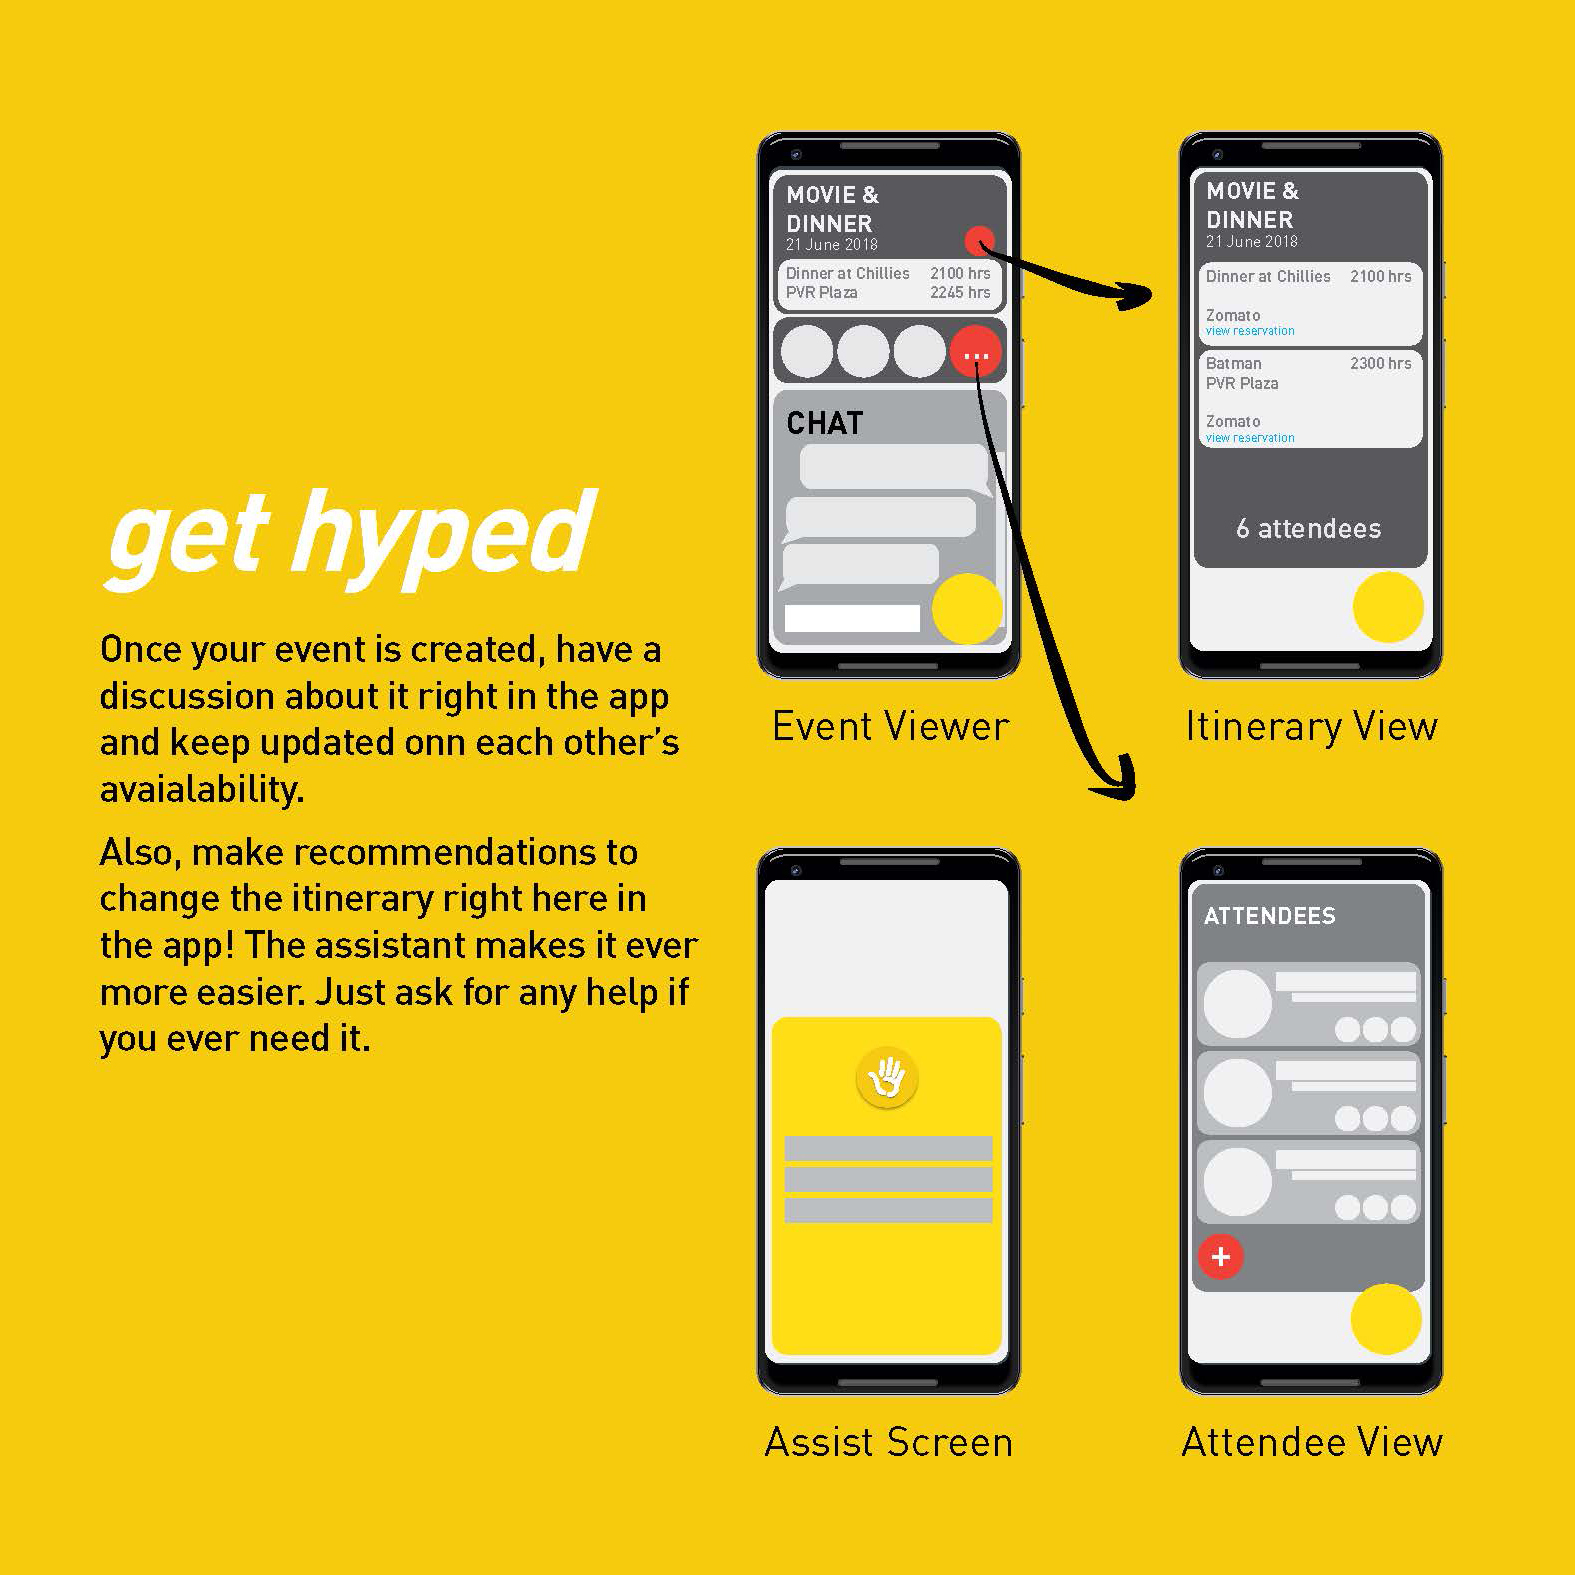 get hyped
Once your event is created, have a
discussion about it right in the app
and keep updated onn each other's
avaialability.
Also, make recommendations to
change the itinerary right here in
the app! The assistant makes it ever
more easier. Just ask for any help if
you ever need it.
MOVIE &
DINNER
21 June 2018
Dinner at Chillies 2100 hrs
PVR Plaza 2245 hrs
...
CHAT
Event Viewer
MOVIE &
DINNER
21 June 2018
Dinner at Chillies 2100 hrs
Zomato
view reservation
Batman 2300 hrs
PVR Plaza
Zomato
view reservation
6 attendees
Itinerary View
Assist Screen
ATTENDEES
+
Attendee View